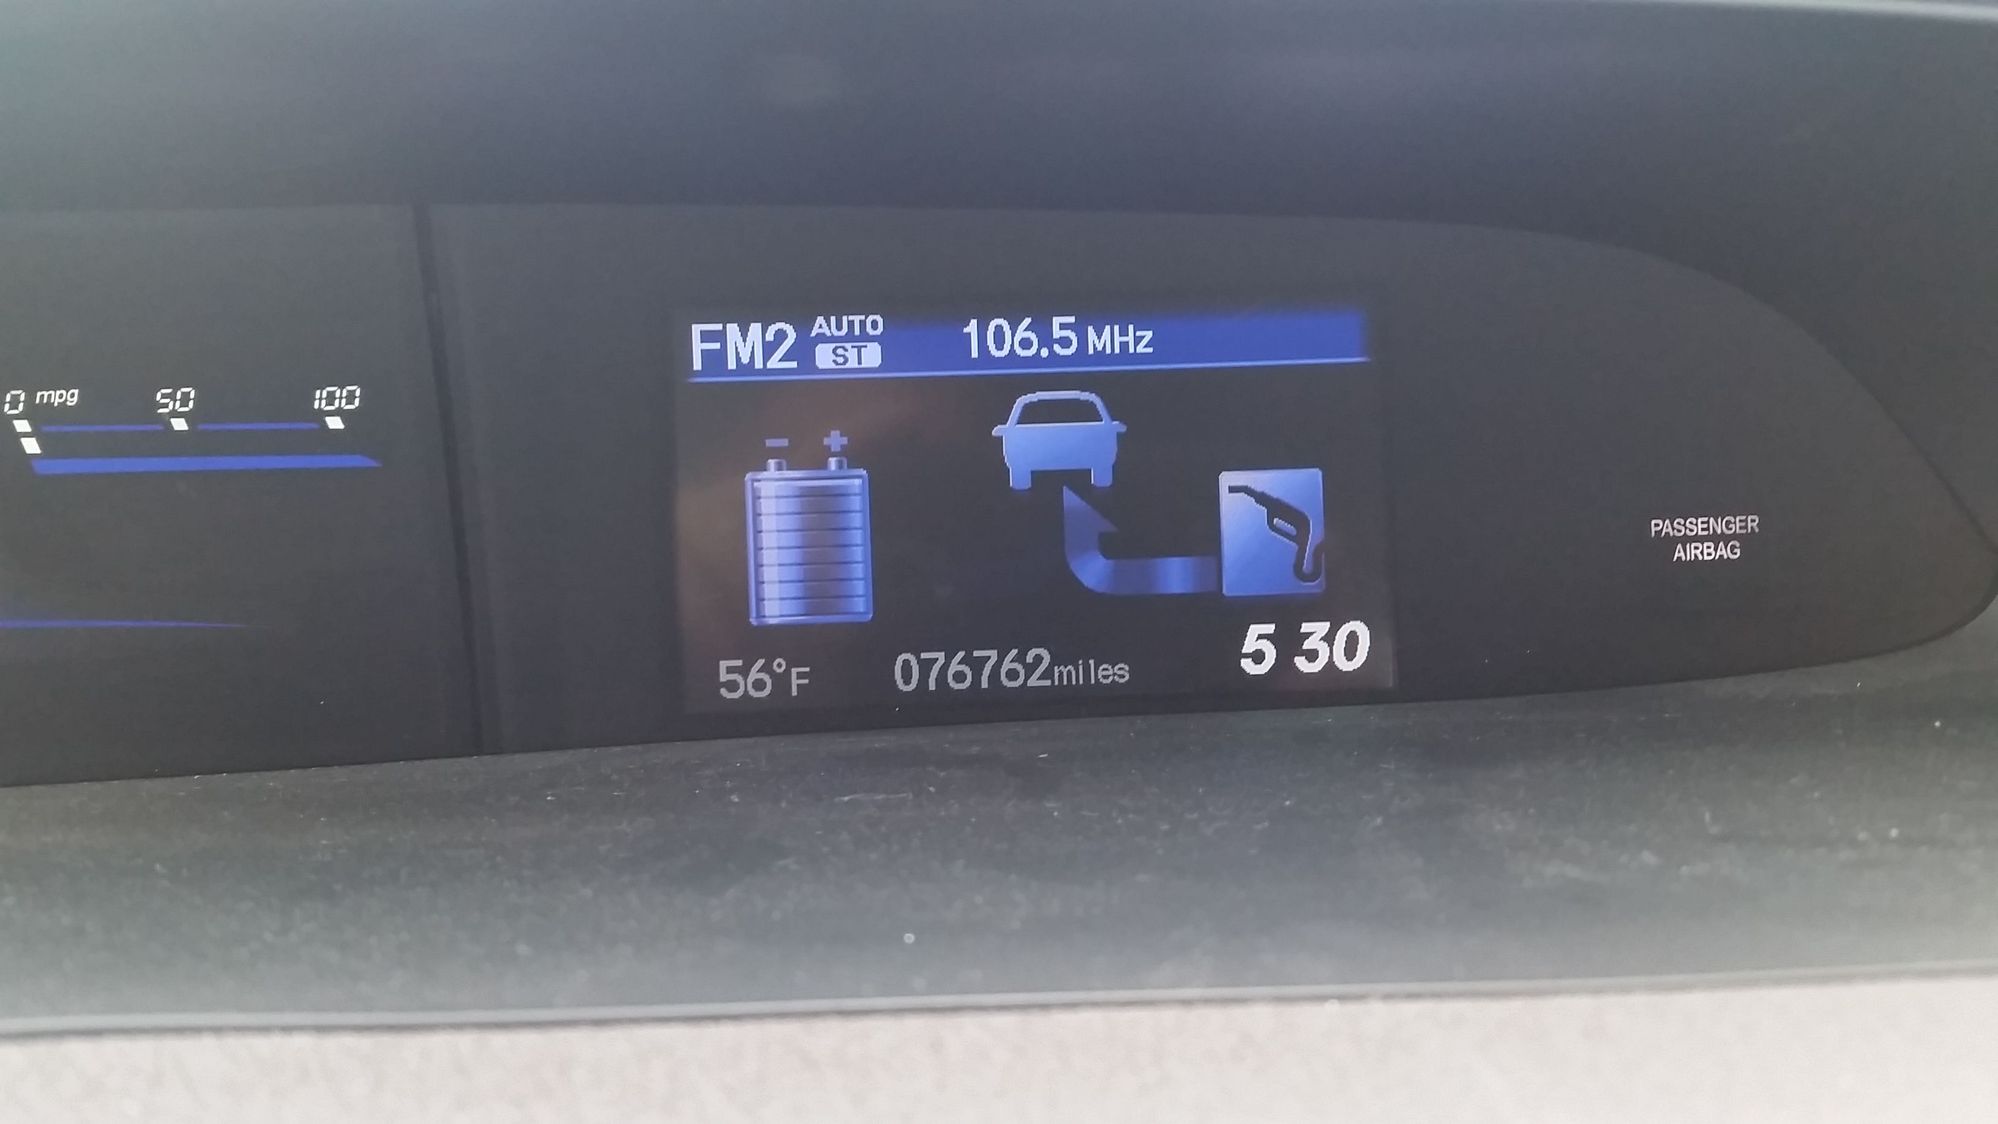 FM2 AUTO ST 106.5 MHz
0 mpg 50 100
- +
PASSENGER
AIRBAG
56°F 076762miles 5 30